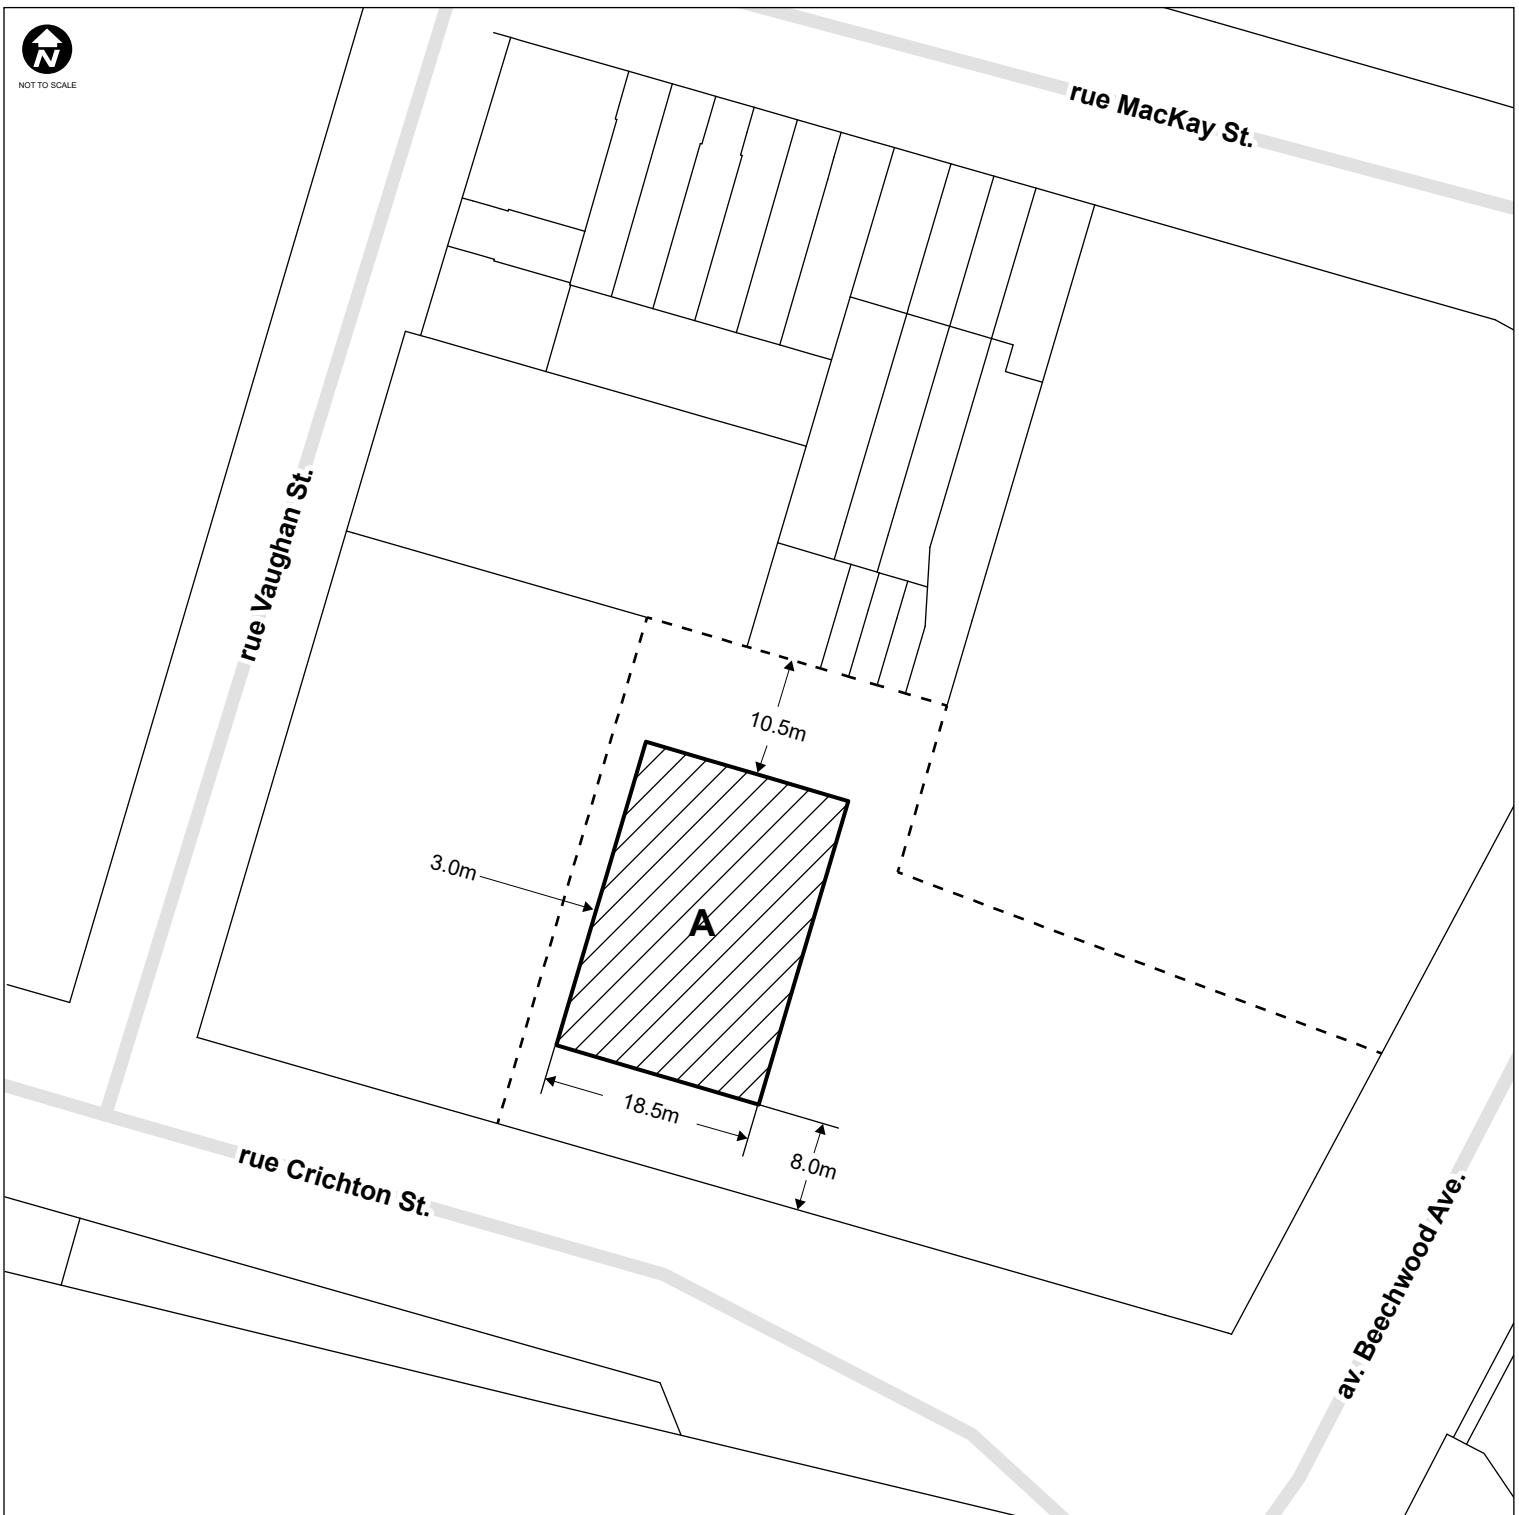 N
NOT TO SCALE
rue MacKay St.
rue Vaughan St.
10.5m
3.0m
A
18.5m
8.0m
rue Crichton St.
av. Beechwood Ave.